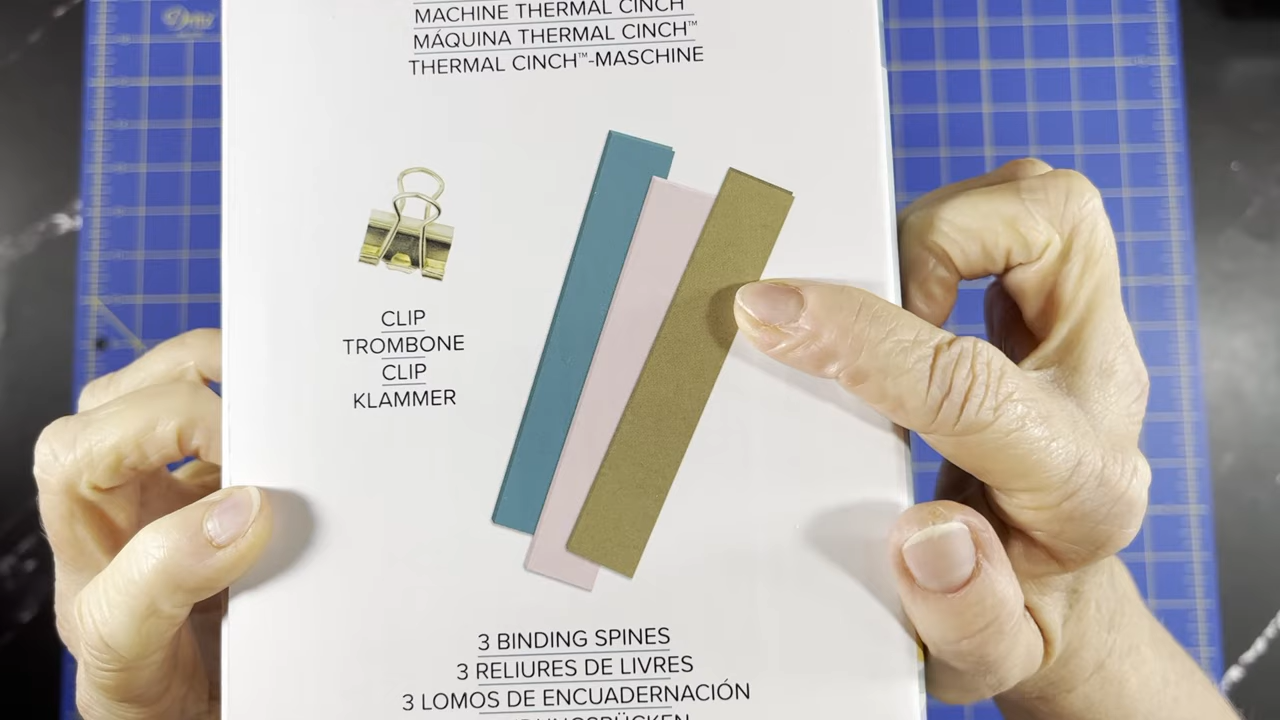 MACHINE THERMAL CINCH
MÁQUINA THERMAL CINCH™
THERMAL CINCH™-MASCHINE
CLIP
TROMBONE
CLIP
KLAMMER
3 BINDING SPINES
3 RELIURES DE LIVRES
3 LOMOS DE ENCUADERNACIÓN